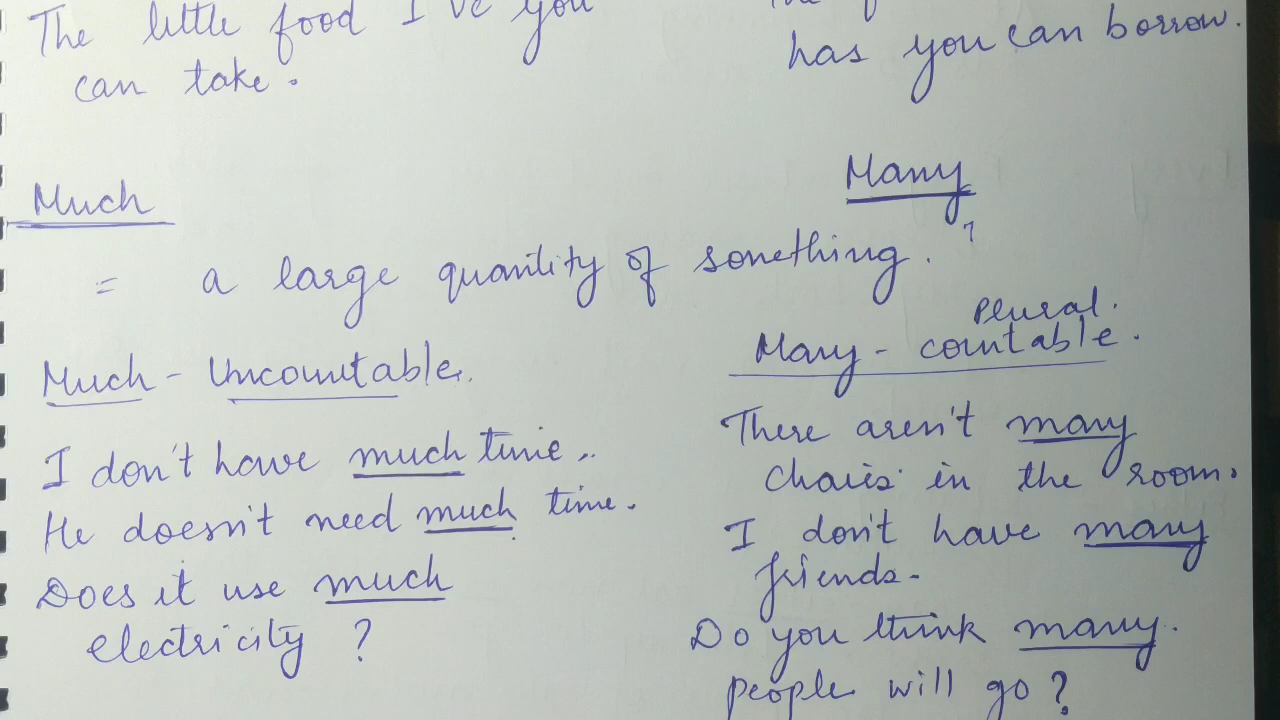 The little food I've you
can take.
has you can borrow.
Much
Many
= a large quantity of something.
Much - Uncountable.
I don't have much time..
He doesn't need much time.
Does it use much
electricity ?
Plural.
Many - countable.
There aren't many
chairs in the room.
I don't have many
friends.
Do you think many.
people will go?